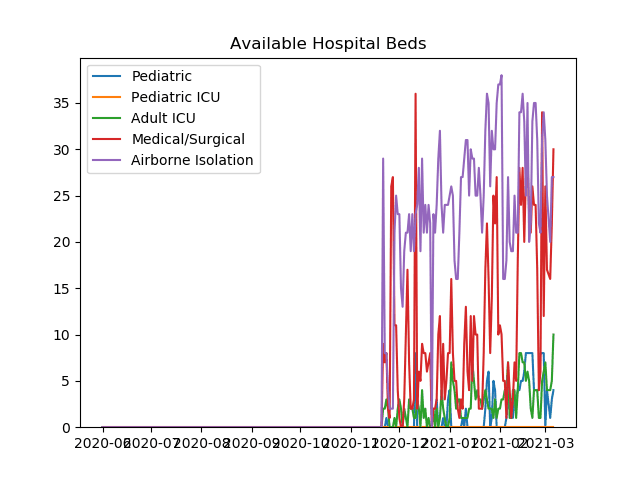 Available Hospital Beds
Pediatric
Pediatric ICU
Adult ICU
Medical/Surgical
Airborne Isolation
35
30
25
20
15
10
5
0
2020-06 2020-07 2020-08 2020-09 2020-10 2020-11 2020-12 2021-01 2021-02 2021-03